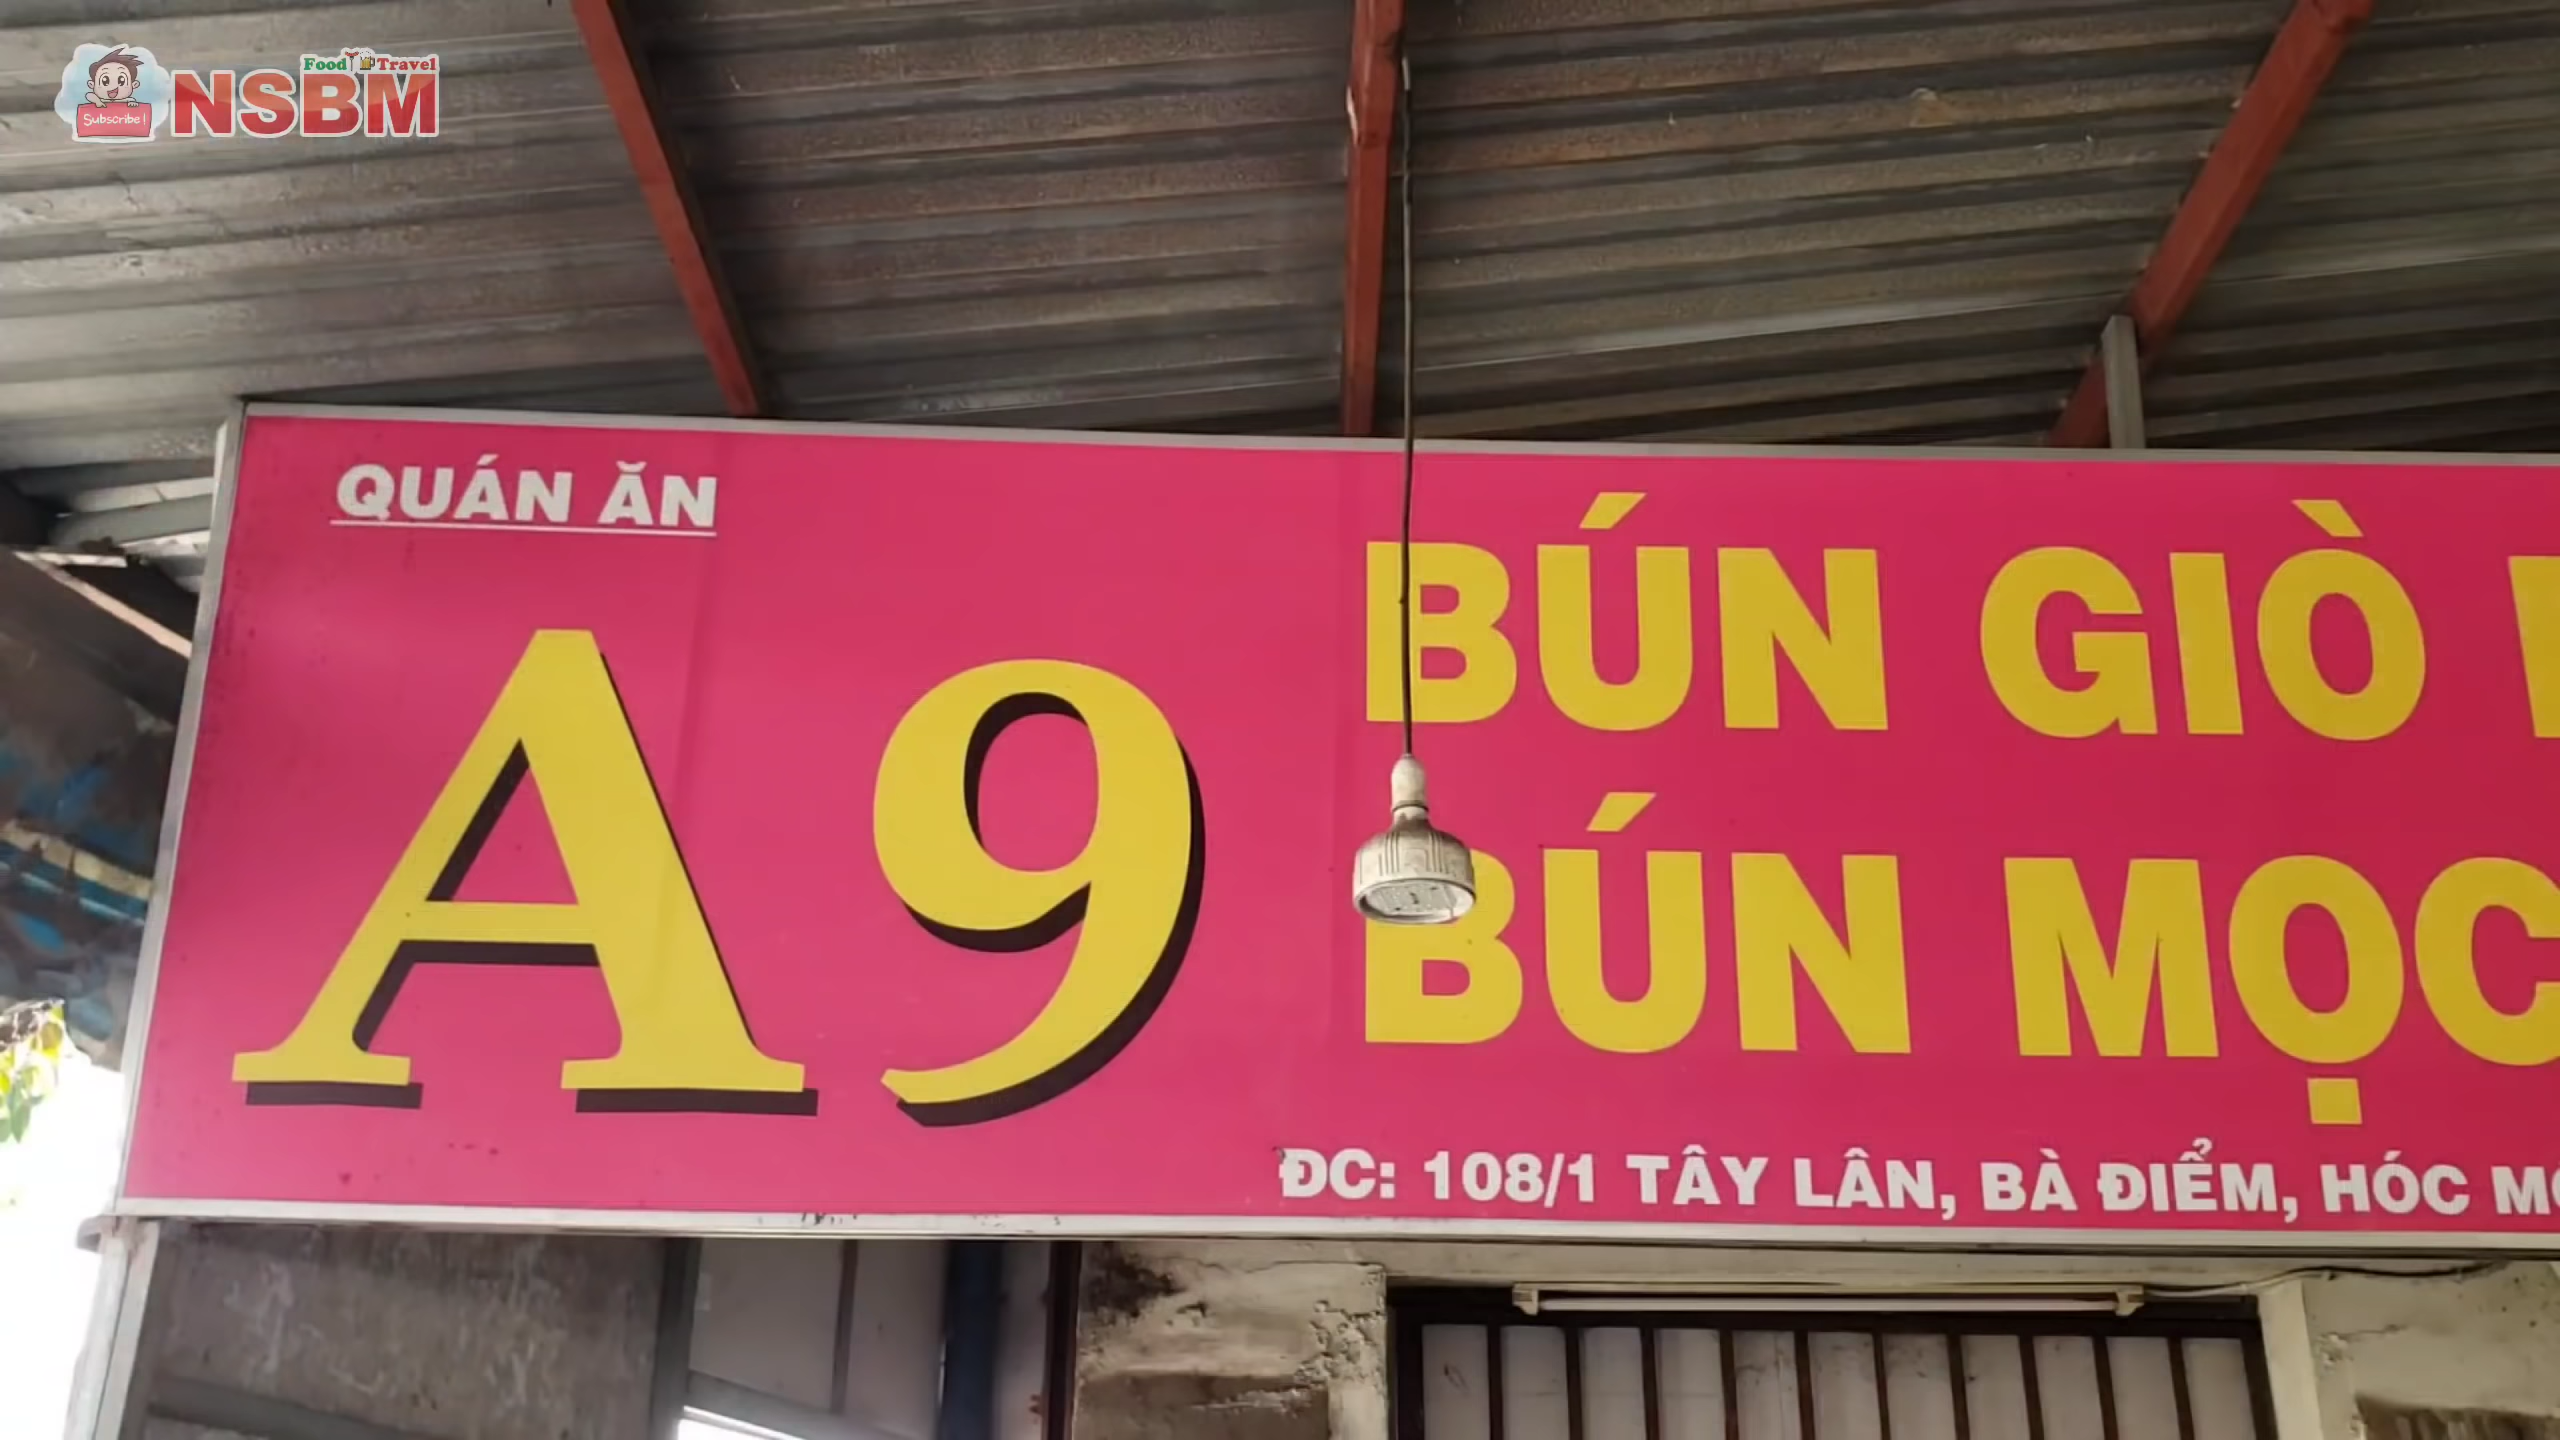 Food Travel
NSBM
Subscribe!
QUÁN ĂN
A9
BÚN GIÒ
BÚN MỌC
ĐC: 108/1 TÂY LÂN, BÀ ĐIỂM, HÓC